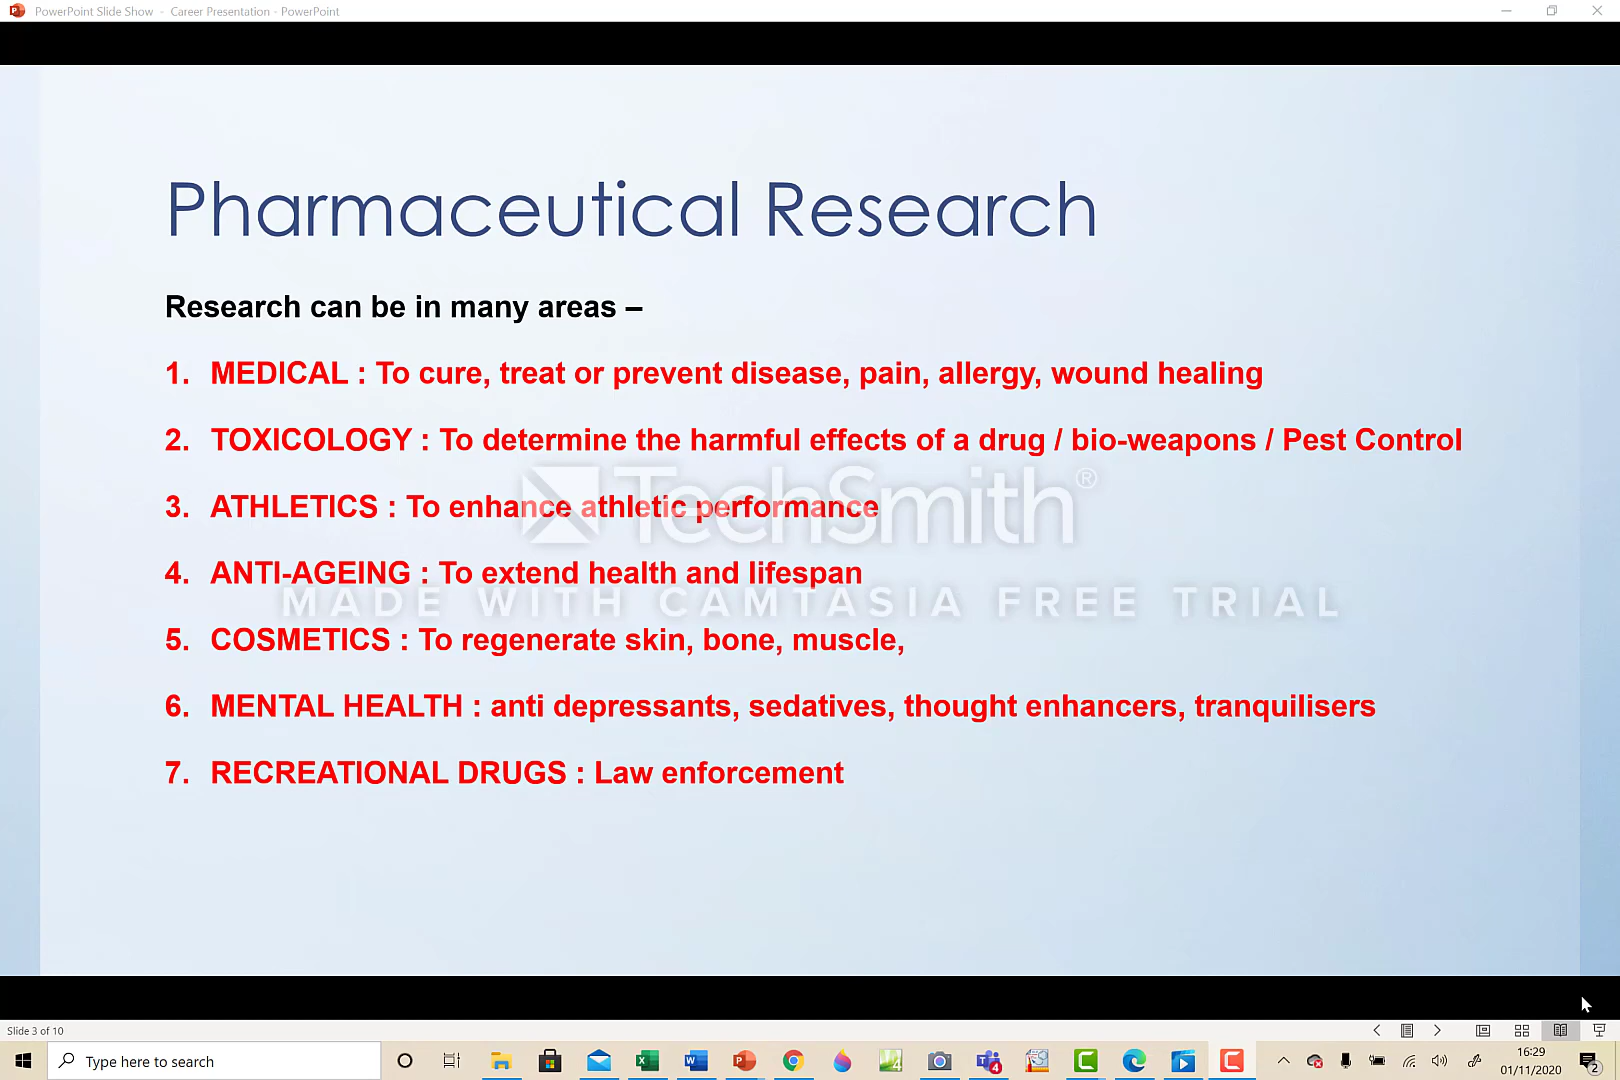 PowerPoint Slide Show - Career Presentation - PowerPoint
Pharmaceutical Research
Research can be in many areas –
1. MEDICAL : To cure, treat or prevent disease, pain, allergy, wound healing
2. TOXICOLOGY : To determine the harmful effects of a drug / bio-weapons / Pest Control
TechSmith®
3. ATHLETICS : To enhance athletic performance
4. ANTI-AGEING : To extend health and lifespan
MADE WITH CAMTASIA FREE TRIAL
5. COSMETICS : To regenerate skin, bone, muscle,
6. MENTAL HEALTH : anti depressants, sedatives, thought enhancers, tranquilisers
7. RECREATIONAL DRUGS : Law enforcement
Slide 3 of 10
Type here to search
4
16:29
01/11/2020
2